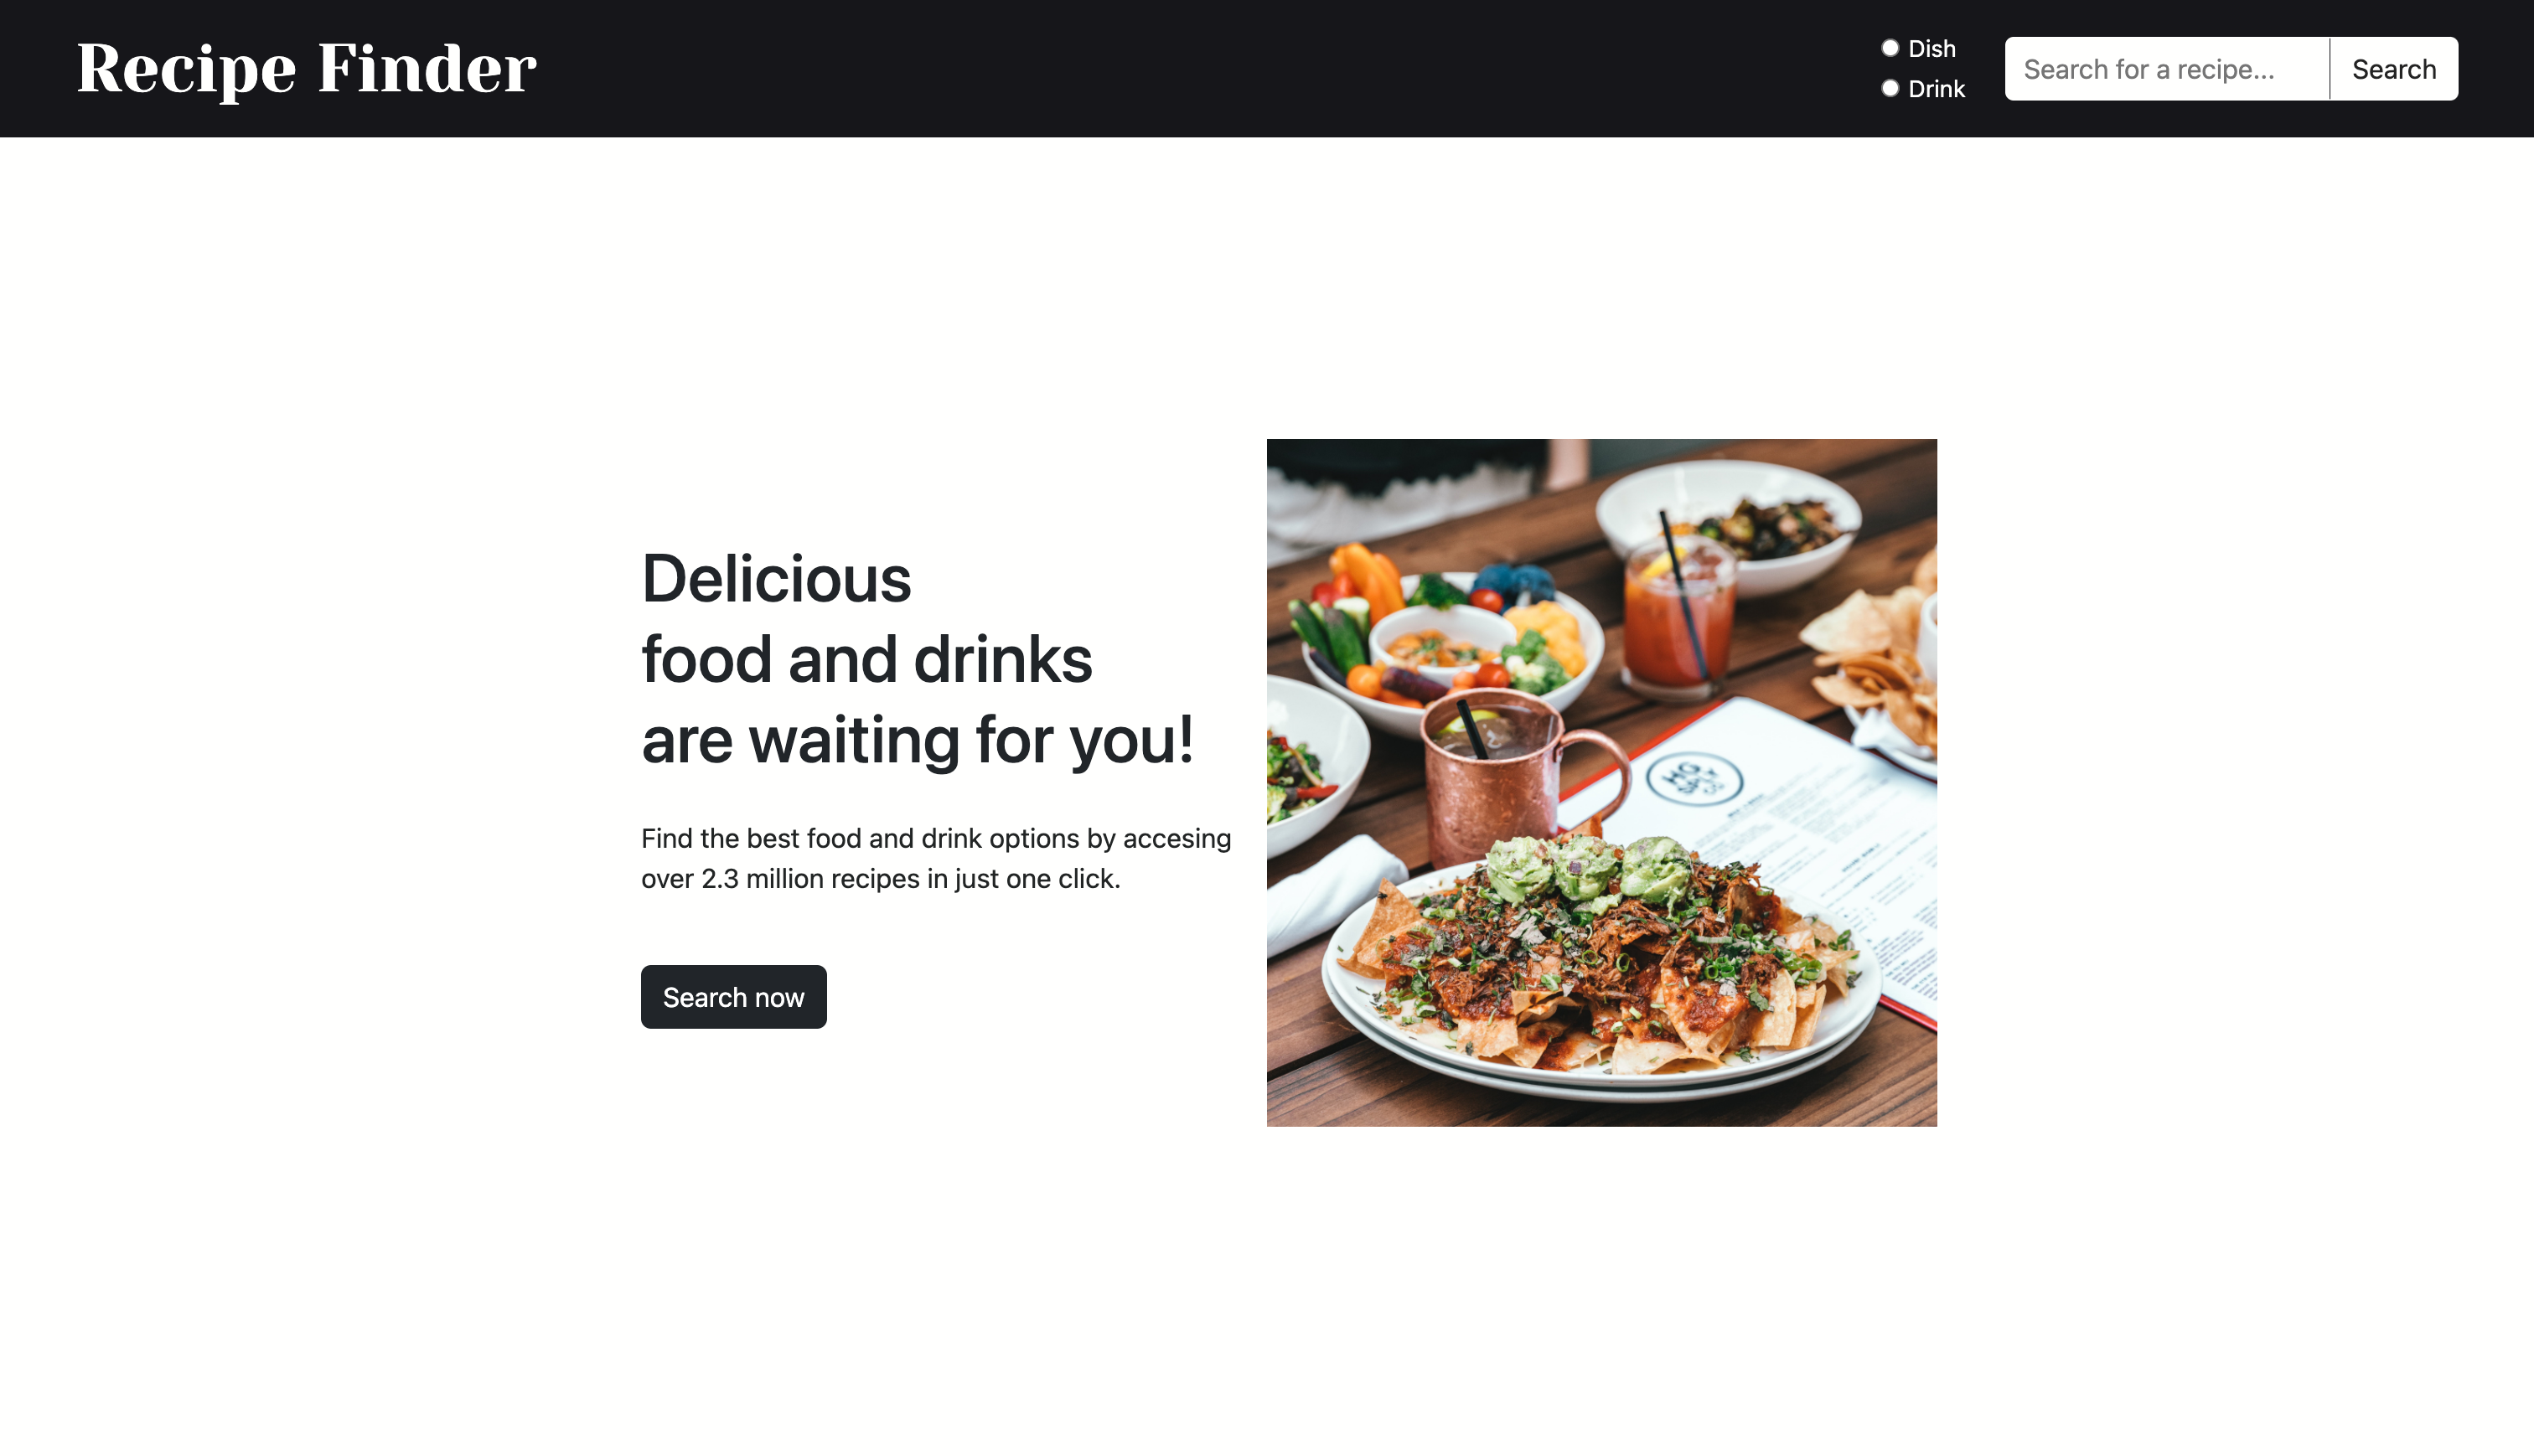 Recipe Finder
Dish
Drink
Search for a recipe...
Search
Delicious
food and drinks
are waiting for you!
Find the best food and drink options by accesing
over 2.3 million recipes in just one click.
Search now